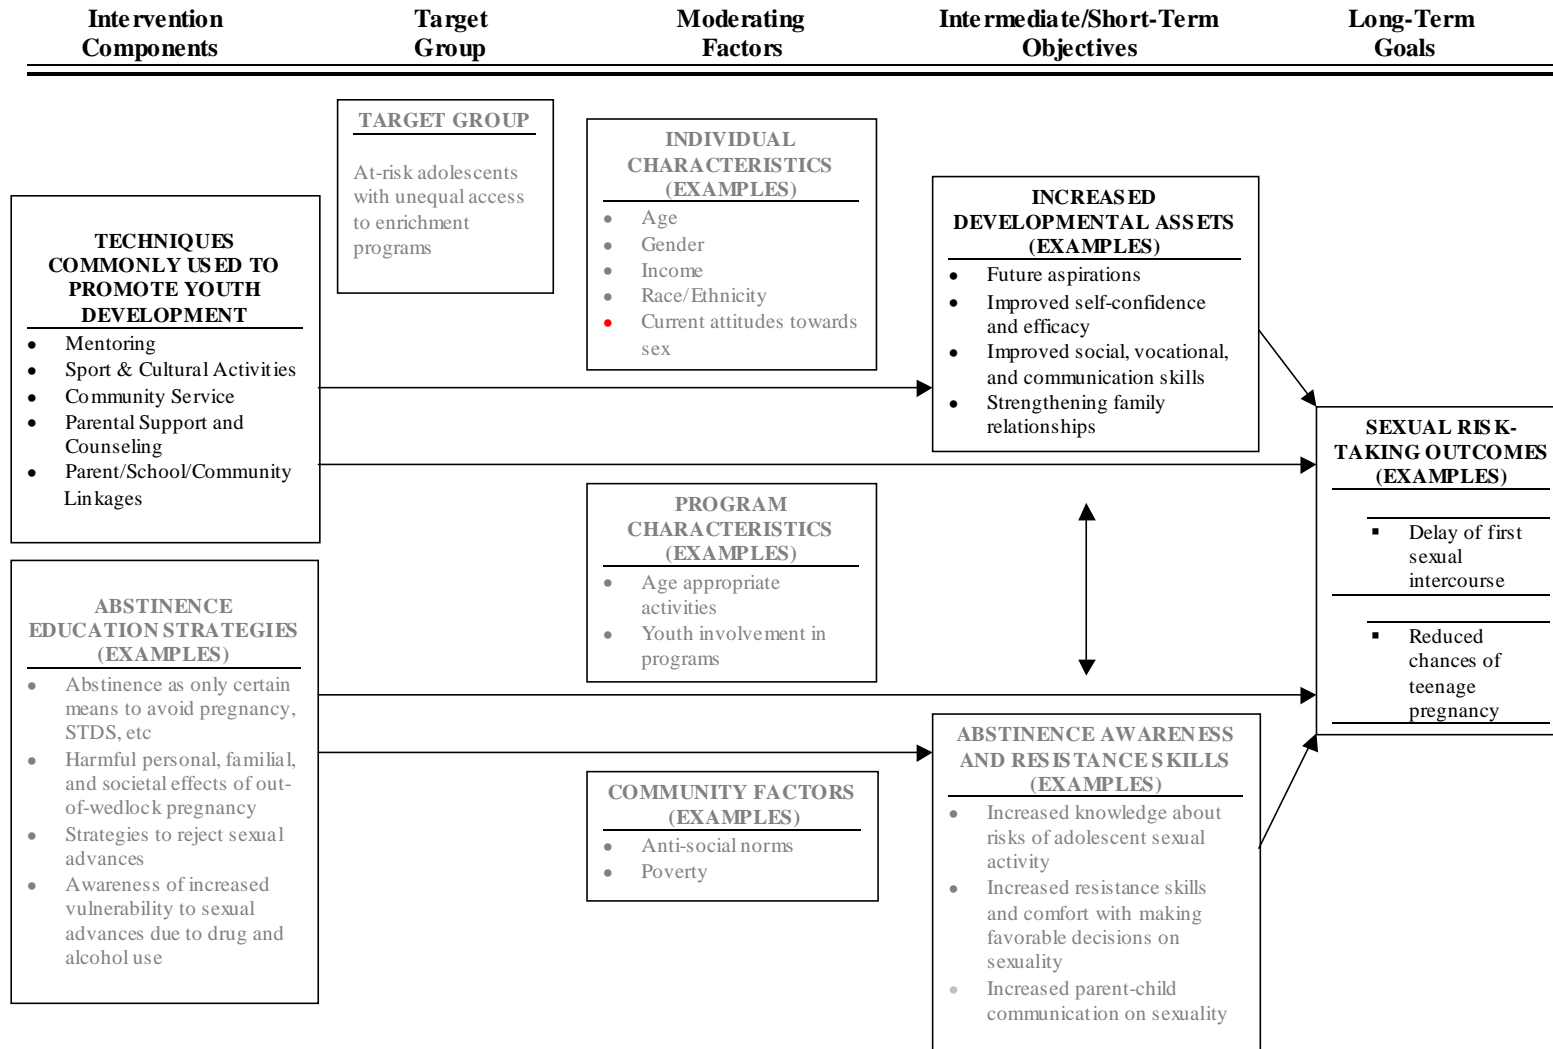 Intervention
Components
Target
Group
Moderating
Factors
Intermediate/Short-Term
Objectives
Long-Term
Goals
TECHNIQUES
COMMONLY USED TO
PROMOTE YOUTH
DEVELOPMENT
● Mentoring
● Sport & Cultural Activities
● Community Service
● Parental Support and
Counseling
● Parent/School/Community
Linkages
ABSTINENCE
EDUCATION STRATEGIES
(EXAMPLES)
● Abstinence as only certain
means to avoid pregnancy,
STDS, etc
● Harmful personal, familial,
and societal effects of out-
of-wedlock pregnancy
● Strategies to reject sexual
advances
● Awareness of increased
vulnerability to sexual
advances due to drug and
alcohol use
TARGET GROUP
At-risk adolescents
with unequal access
to enrichment
programs
INDIVIDUAL
CHARACTERISTICS
(EXAMPLES)
● Age
● Gender
● Income
● Race/Ethnicity
● Current attitudes towards
sex
PROGRAM
CHARACTERISTICS
(EXAMPLES)
● Age appropriate
activities
● Youth involvement in
programs
COMMUNITY FACTORS
(EXAMPLES)
● Anti-social norms
● Poverty
INCREASED
DEVELOPMENTAL ASSETS
(EXAMPLES)
● Future aspirations
● Improved self-confidence
and efficacy
● Improved social, vocational,
and communication skills
● Strengthening family
relationships
ABSTINENCE AWARENESS
AND RESISTANCE SKILLS
(EXAMPLES)
● Increased knowledge about
risks of adolescent sexual
activity
● Increased resistance skills
and comfort with making
favorable decisions on
sexuality
● Increased parent-child
communication on sexuality
SEXUAL RISK-
TAKING OUTCOMES
(EXAMPLES)
▪ Delay of first
sexual
intercourse
▪ Reduced
chances of
teenage
pregnancy